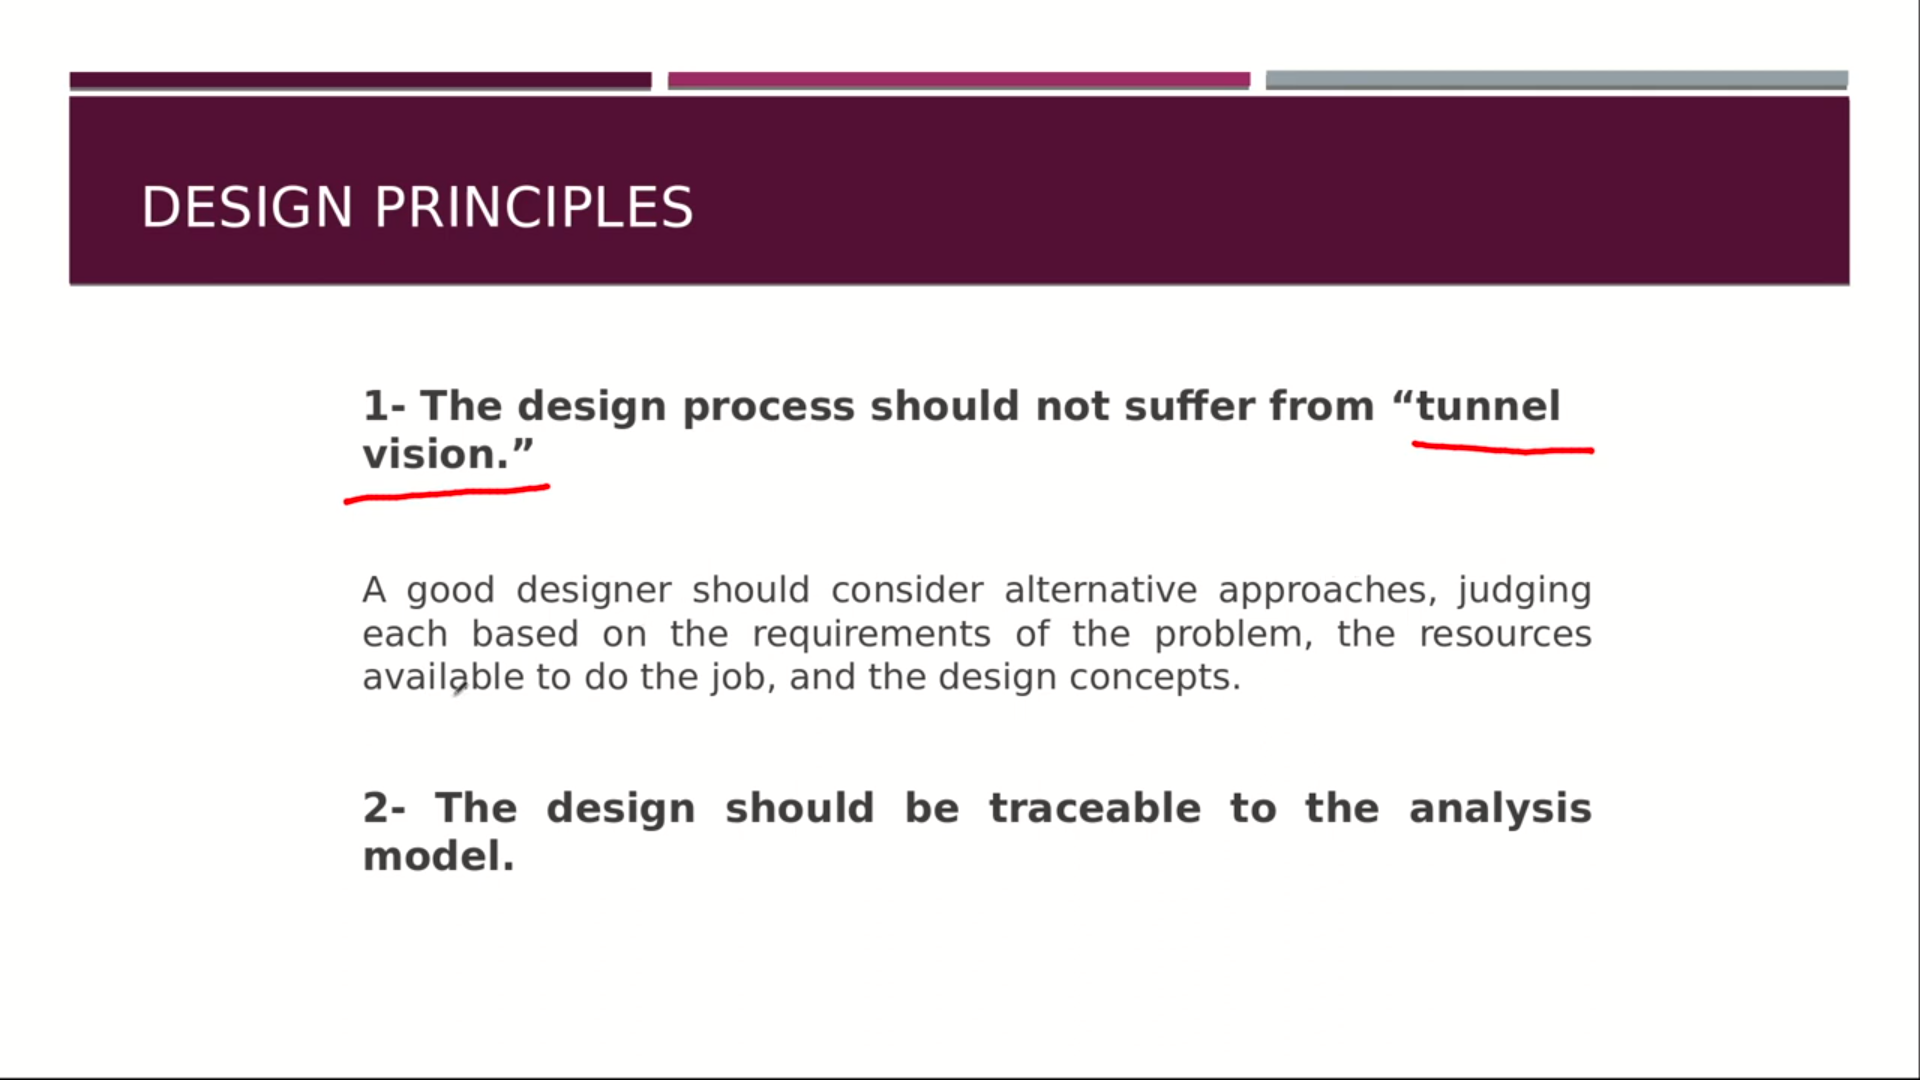 DESIGN PRINCIPLES
1- The design process should not suffer from “tunnel
vision.”
A good designer should consider alternative approaches, judging
each based on the requirements of the problem, the resources
available to do the job, and the design concepts.
2- The design should be traceable to the analysis
model.